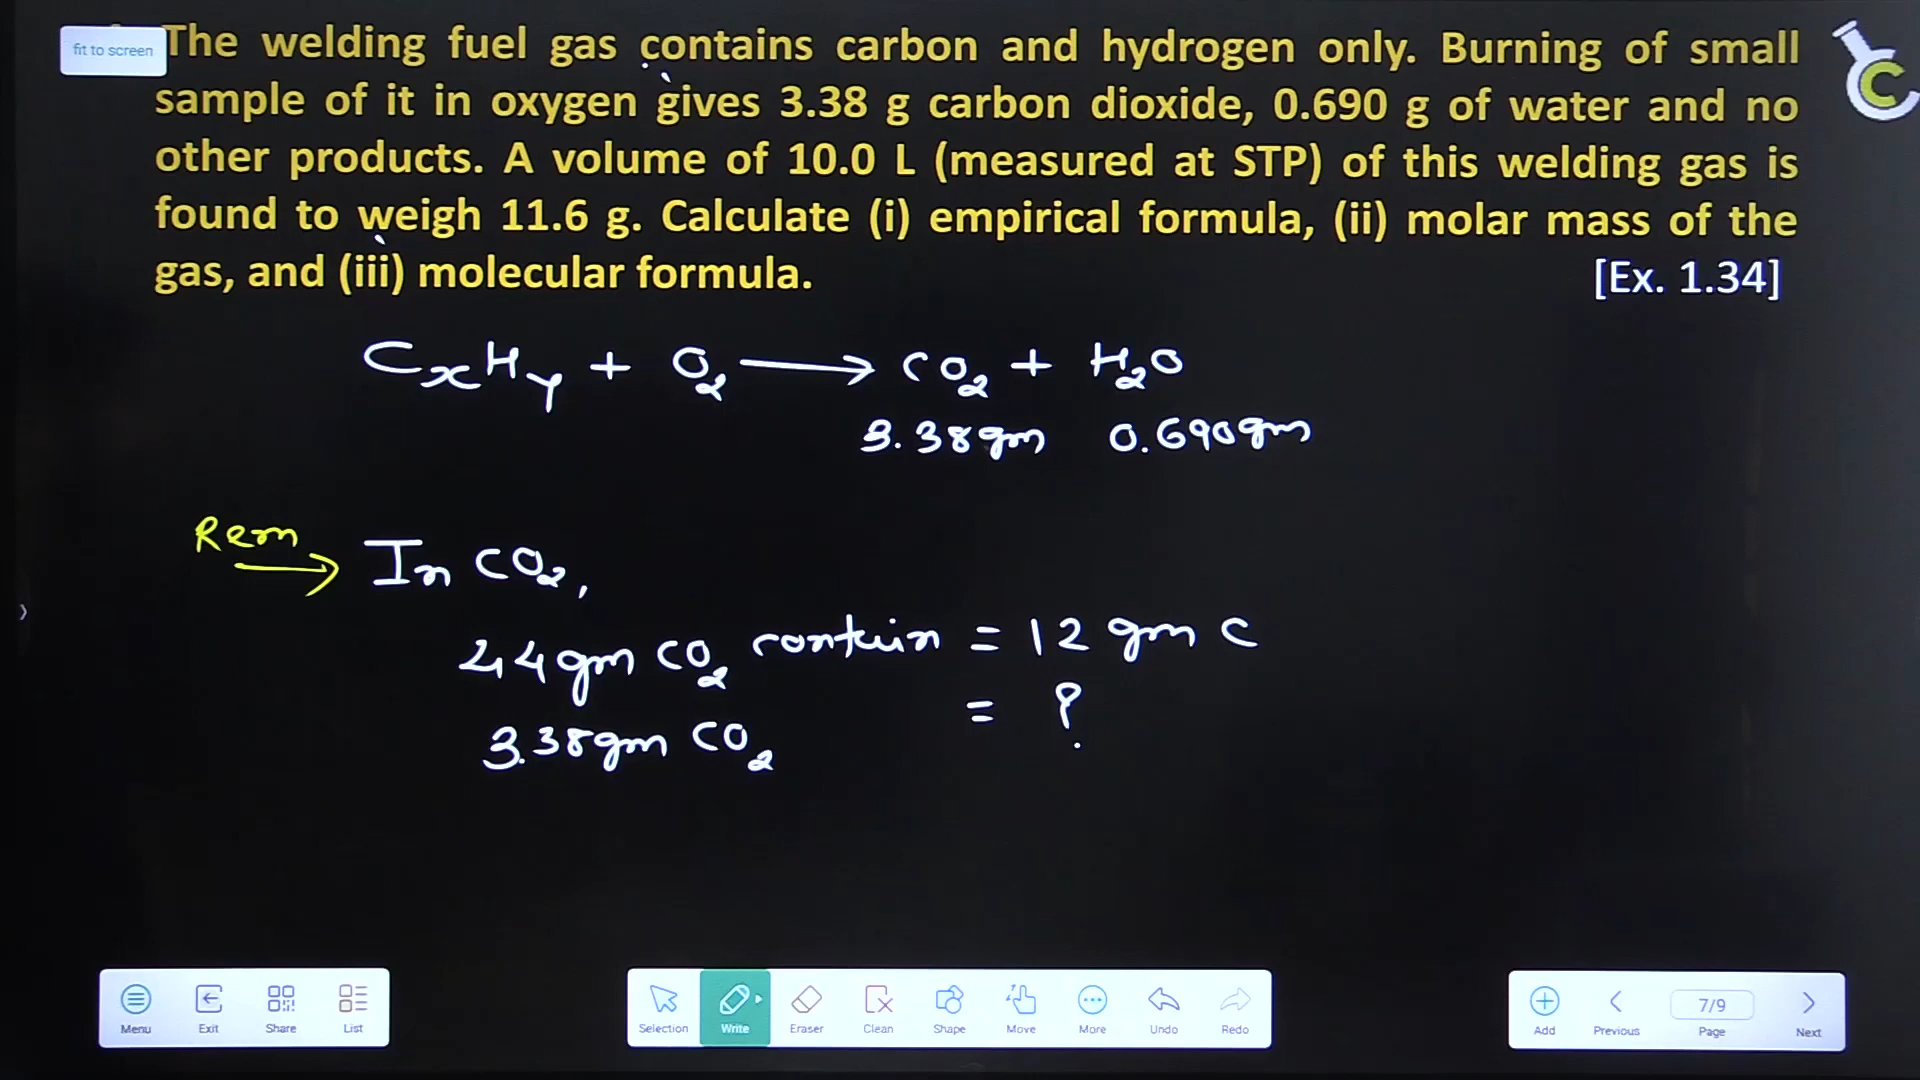 fit to screen
The welding fuel gas contains carbon and hydrogen only. Burning of small
sample of it in oxygen gives 3.38 g carbon dioxide, 0.690 g of water and no
other products. A volume of 10.0 L (measured at STP) of this welding gas is
found to weigh 11.6 g. Calculate (i) empirical formula, (ii) molar mass of the
gas, and (iii) molecular formula.
[Ex. 1.34]
CxHy + O2 ⟶ CO2 + H2O
3.38gm 0.690gm
Rem
In CO2,
44gm CO2 contain = 12 gm C
3.38gm CO2 = ?
Menu Exit Share List
Selection Write Eraser Clean Shape Move More Undo Redo
Add Previous 7/9 Page Next
C